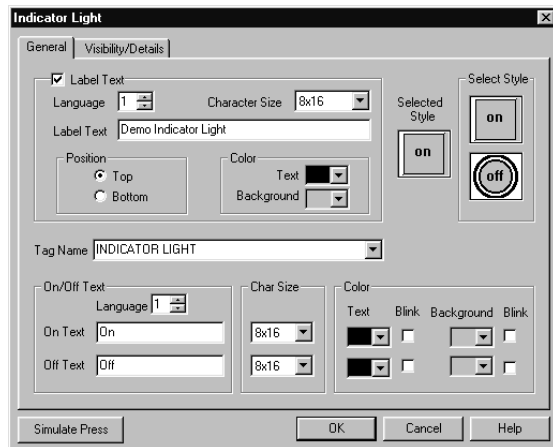 Indicator Light
General Visibility/Details
Label Text
Language 1 Character Size 8x16
Label Text Demo Indicator Light
Position
Top
Bottom
Color
Text
Background
Selected Style
on
Select Style
on
off
Tag Name INDICATOR LIGHT
On/Off Text
Language 1
On Text On
Off Text Off
Char Size
8x16
8x16
Color
Text Blink Background Blink
Simulate Press OK Cancel Help